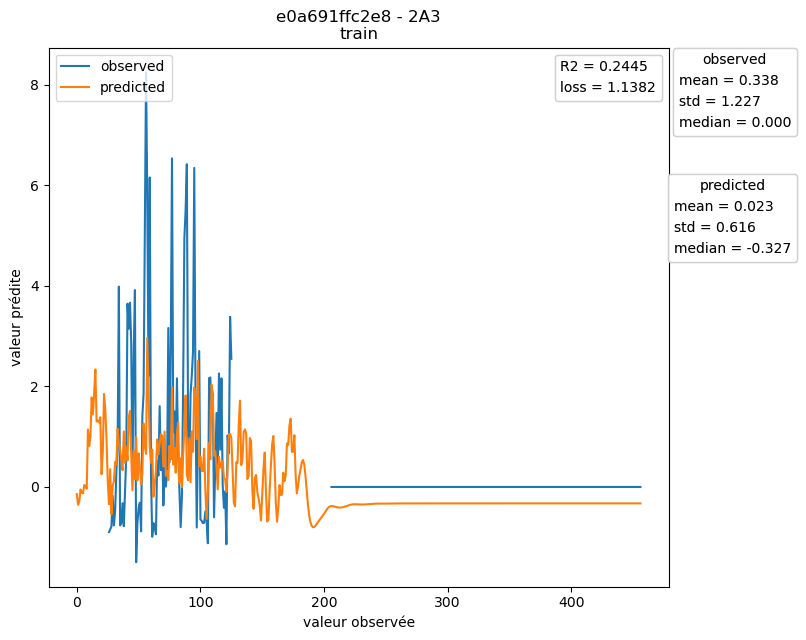 e0a691ffc2e8 - 2A3
train
observed
predicted
R2 = 0.2445
loss = 1.1382
observed
mean = 0.338
std = 1.227
median = 0.000
predicted
mean = 0.023
std = 0.616
median = -0.327
valeur prédite
8
6
4
2
0
0
100
200
300
400
valeur observée